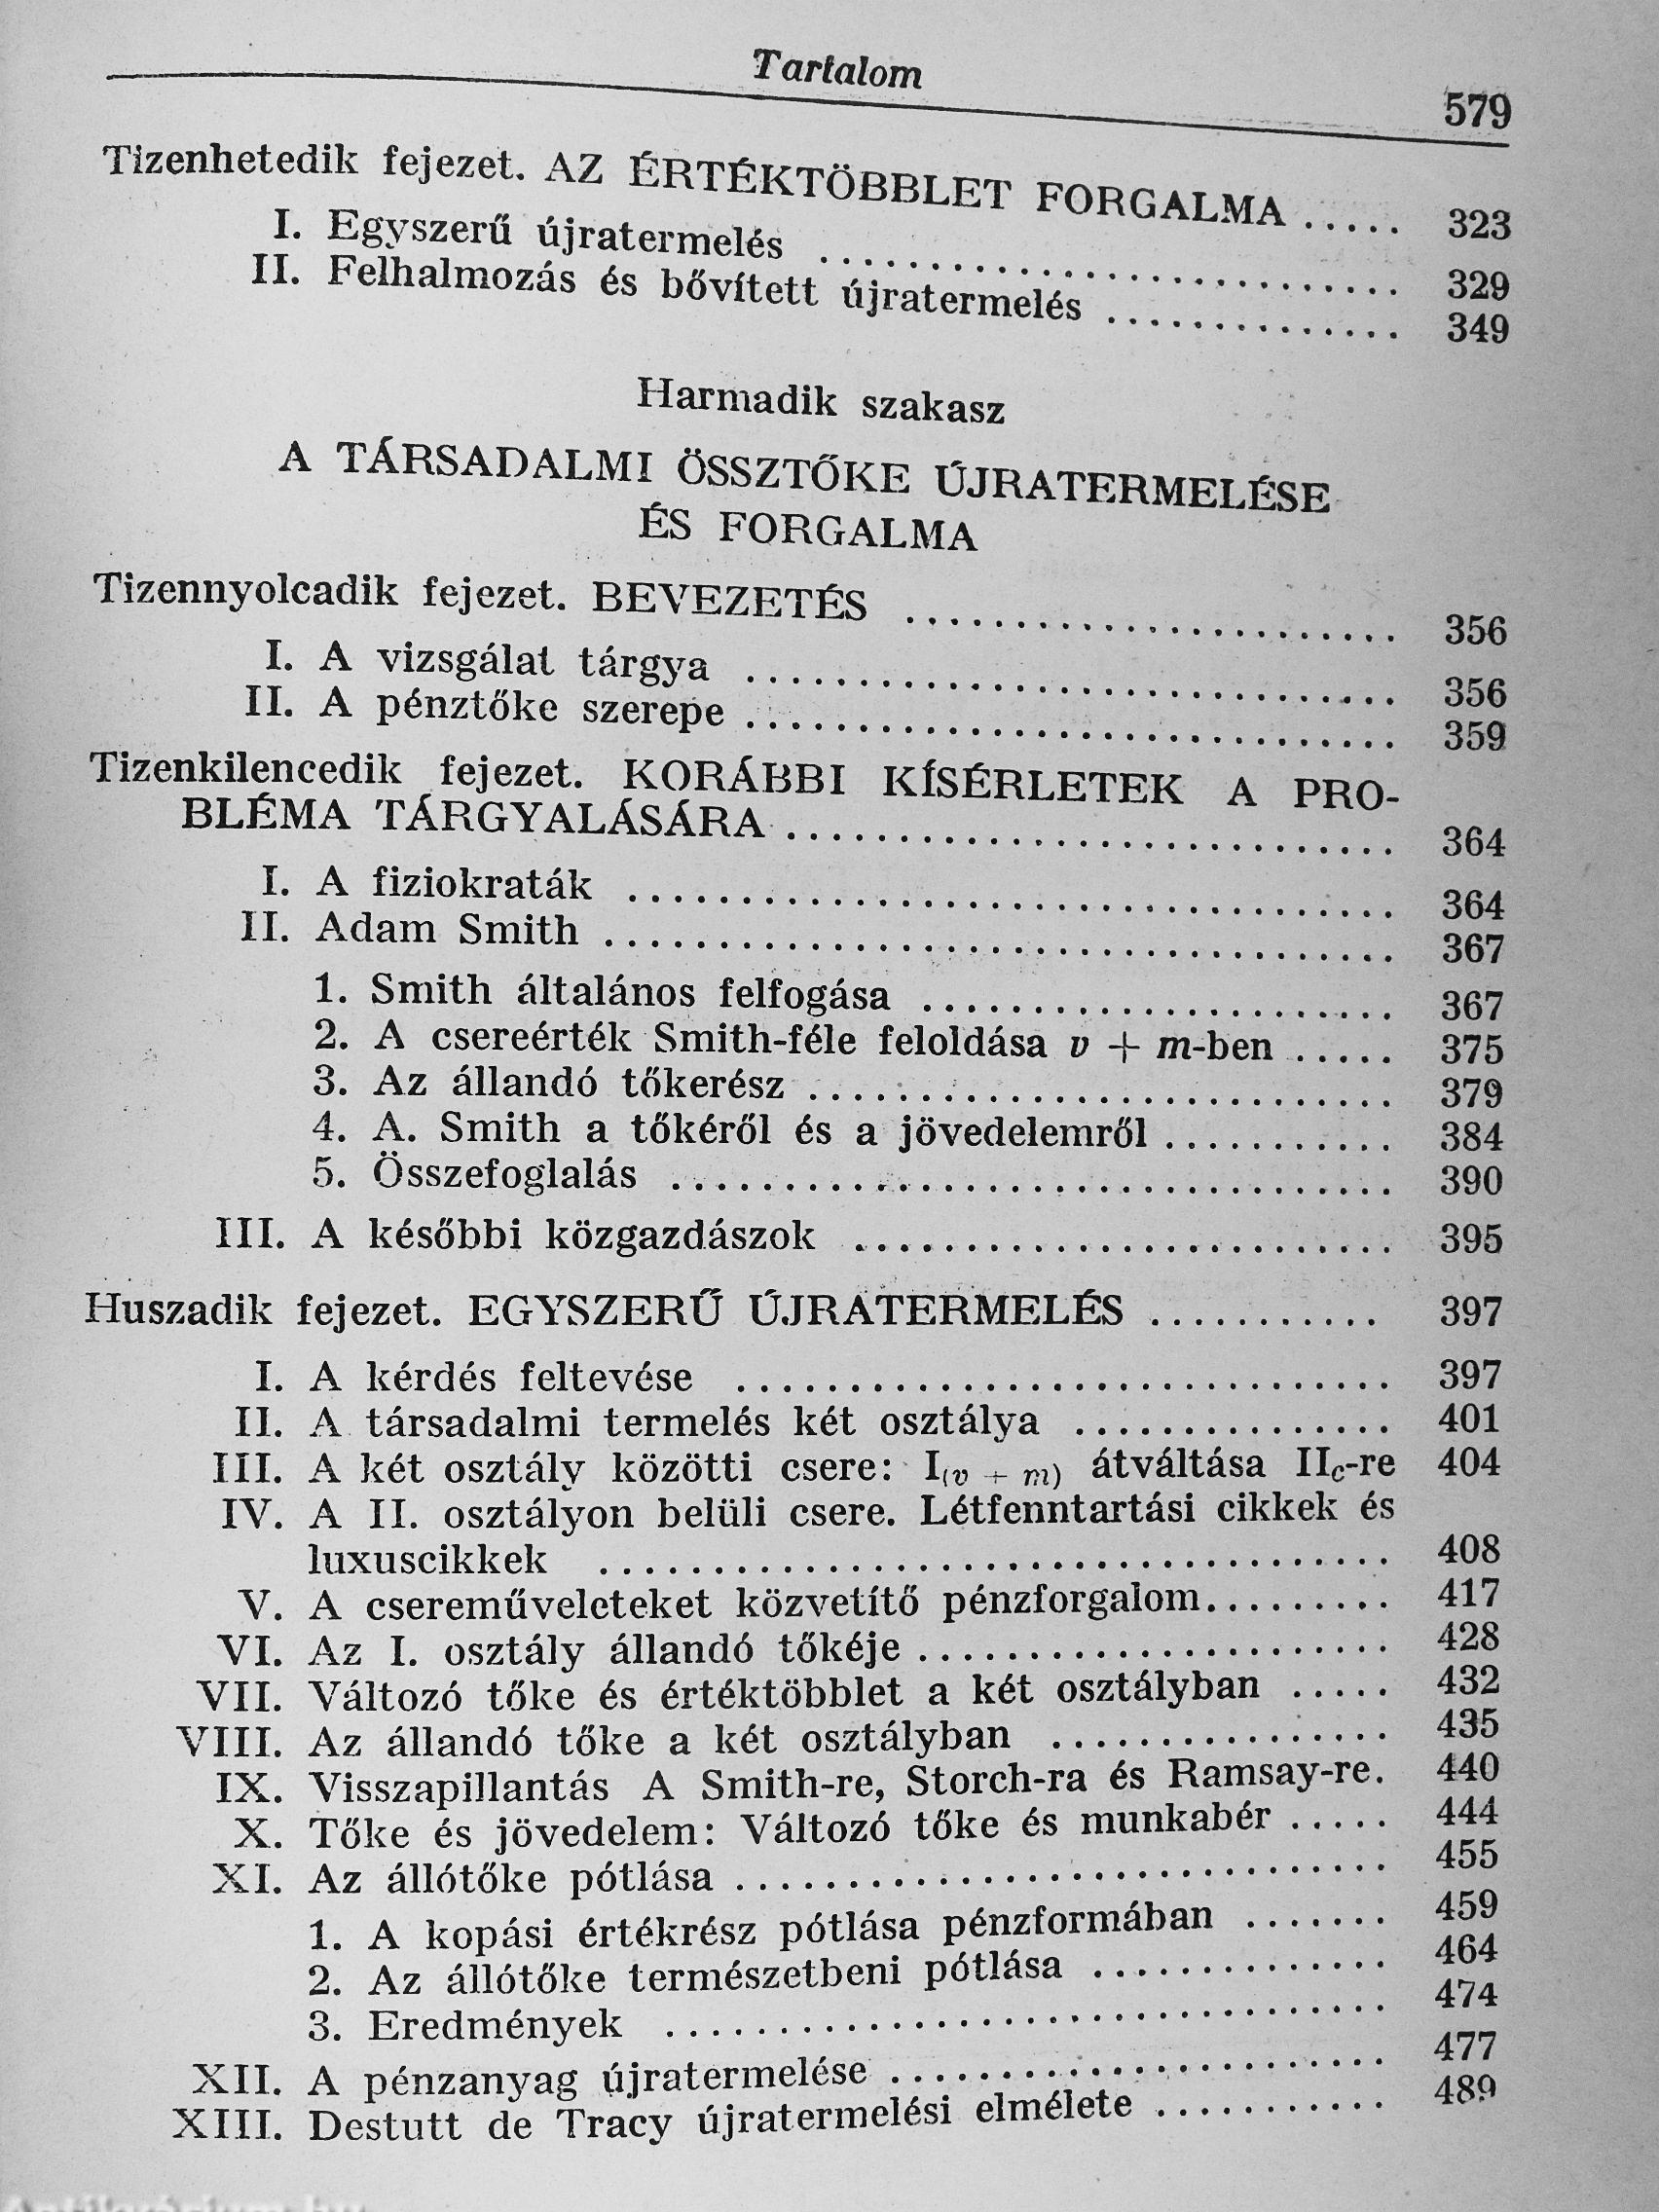 Tartalom
579
Tizenhetedik fejezet. AZ ÉRTÉKTÖBBLET FORGALMA ..... 323
I. Egyszerű újratermelés .......................... 329
II. Felhalmozás és bővített újratermelés ............. 349
Harmadik szakasz
A TÁRSADALMI ÖSSZTŐKE ÚJRATERMELÉSE
ÉS FORGALMA
Tizennyolcadik fejezet. BEVEZETÉS ...................... 356
I. A vizsgálat tárgya ............................. 356
II. A pénztőke szerepe ............................. 359
Tizenkilencedik fejezet. KORÁBBI KÍSÉRLETEK A PRO-
BLÉMA TÁRGYALÁSÁRA ........................... 364
I. A fiziokraták .................................. 364
II. Adam Smith ................................... 367
1. Smith általános felfogása ..................... 367
2. A csereérték Smith-féle feloldása v + m-ben ..... 375
3. Az állandó tőkerész .......................... 379
4. A. Smith a tőkéről és a jövedelemről ........... 384
5. Összefoglalás ................................ 390
III. A későbbi közgazdászok ........................ 395
Huszadik fejezet. EGYSZERŰ ÚJRATERMELÉS ........... 397
I. A kérdés feltevése ............................. 397
II. A társadalmi termelés két osztálya ............... 401
III. A két osztály közötti csere: I(v + m) átváltása IIc-re 404
IV. A II. osztályon belüli csere. Létfenntartási cikkek és
luxuscikkek ................................... 408
V. A csereműveleteket közvetítő pénzforgalom......... 417
VI. Az I. osztály állandó tőkéje ..................... 428
VII. Változó tőke és értéktöbblet a két osztályban ..... 432
VIII. Az állandó tőke a két osztályban ................ 435
IX. Visszapillantás A Smith-re, Storch-ra és Ramsay-re. 440
X. Tőke és jövedelem: Változó tőke és munkabér ..... 444
XI. Az állótőke pótlása ............................. 455
1. A kopási értékrész pótlása pénzformában ....... 459
2. Az állótőke természetbeni pótlása .............. 464
3. Eredmények ................................. 474
XII. A pénzanyag újratermelése ...................... 477
XIII. Destutt de Tracy újratermelési elmélete ........... 489